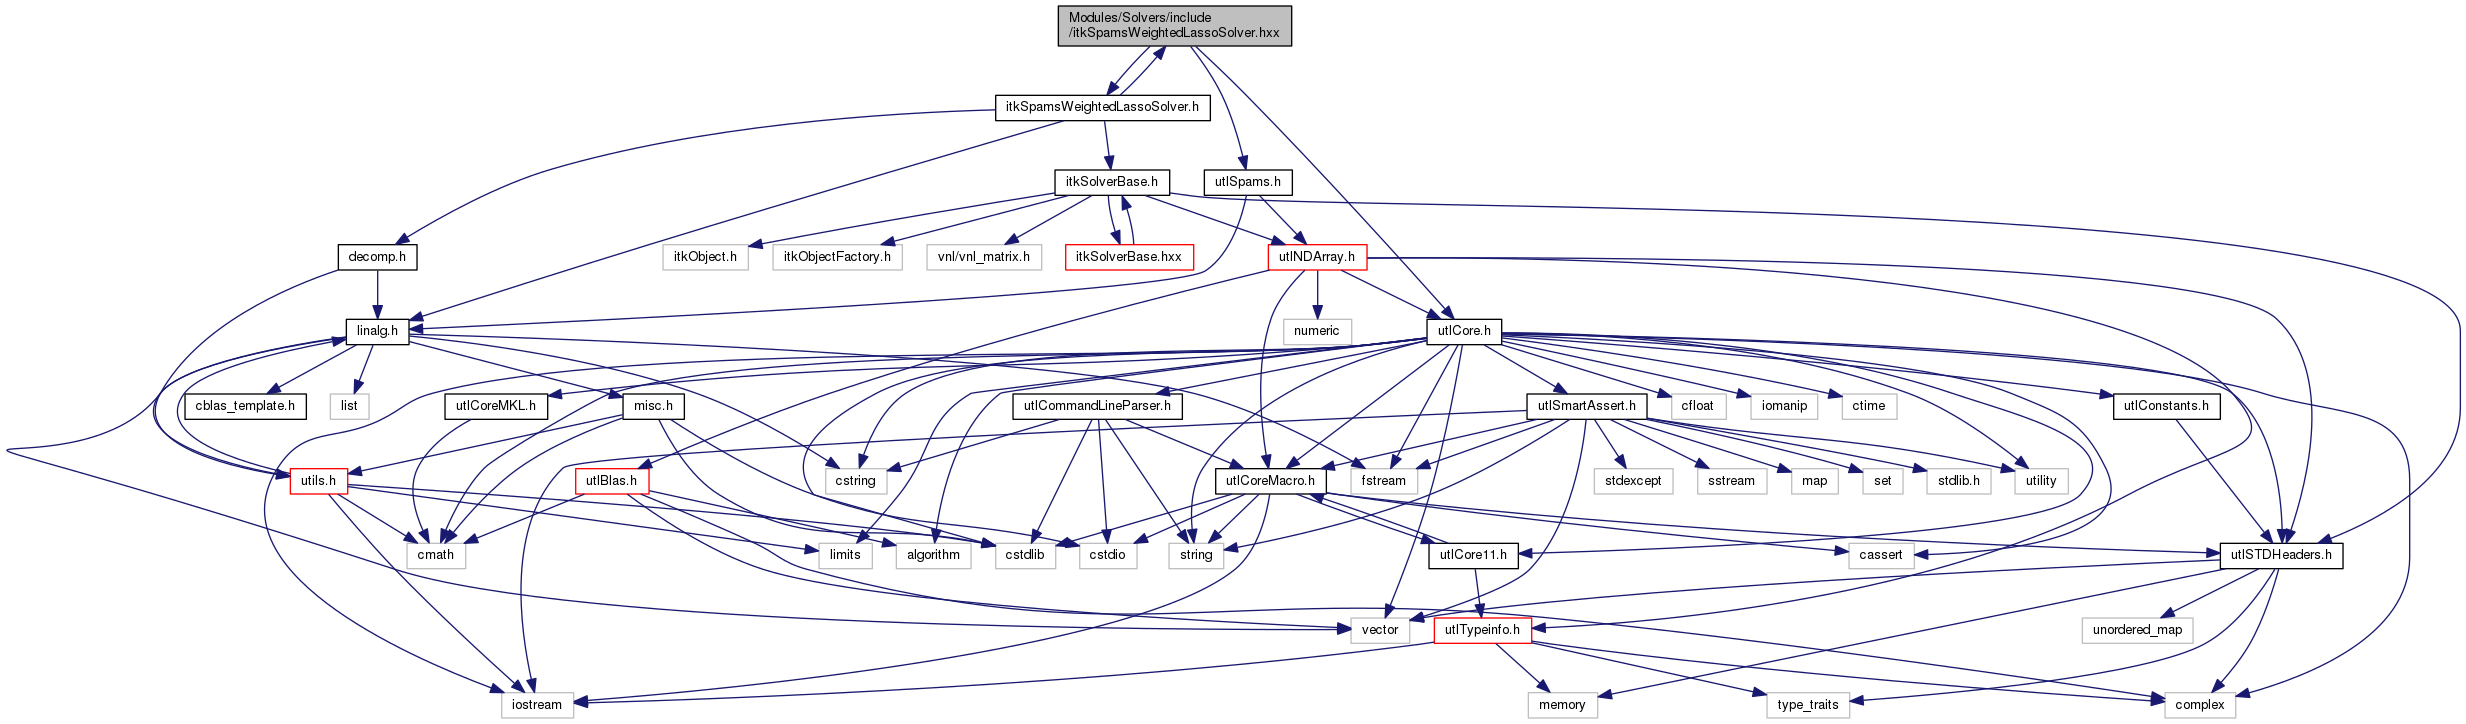 Modules/Solvers/include
/itkSpamsWeightedLassoSolver.hxx
itkSpamsWeightedLassoSolver.h
itkSolverBase.h
utlSpams.h
decomp.h
itkObject.h
itkObjectFactory.h
vnl/vnl_matrix.h
itkSolverBase.hxx
utlNDArray.h
linalg.h
numeric
utlCore.h
cblas_template.h
list
utlCoreMKL.h
misc.h
utlCommandLineParser.h
utlSmartAssert.h
cfloat
iomanip
ctime
utlConstants.h
utils.h
utlBlas.h
cstring
fstream
utlCoreMacro.h
stdexcept
sstream
map
set
stdlib.h
utility
cmath
limits
algorithm
cstdlib
cstdio
string
utlCore11.h
cassert
utlSTDHeaders.h
vector
utlTypeinfo.h
unordered_map
iostream
memory
type_traits
complex